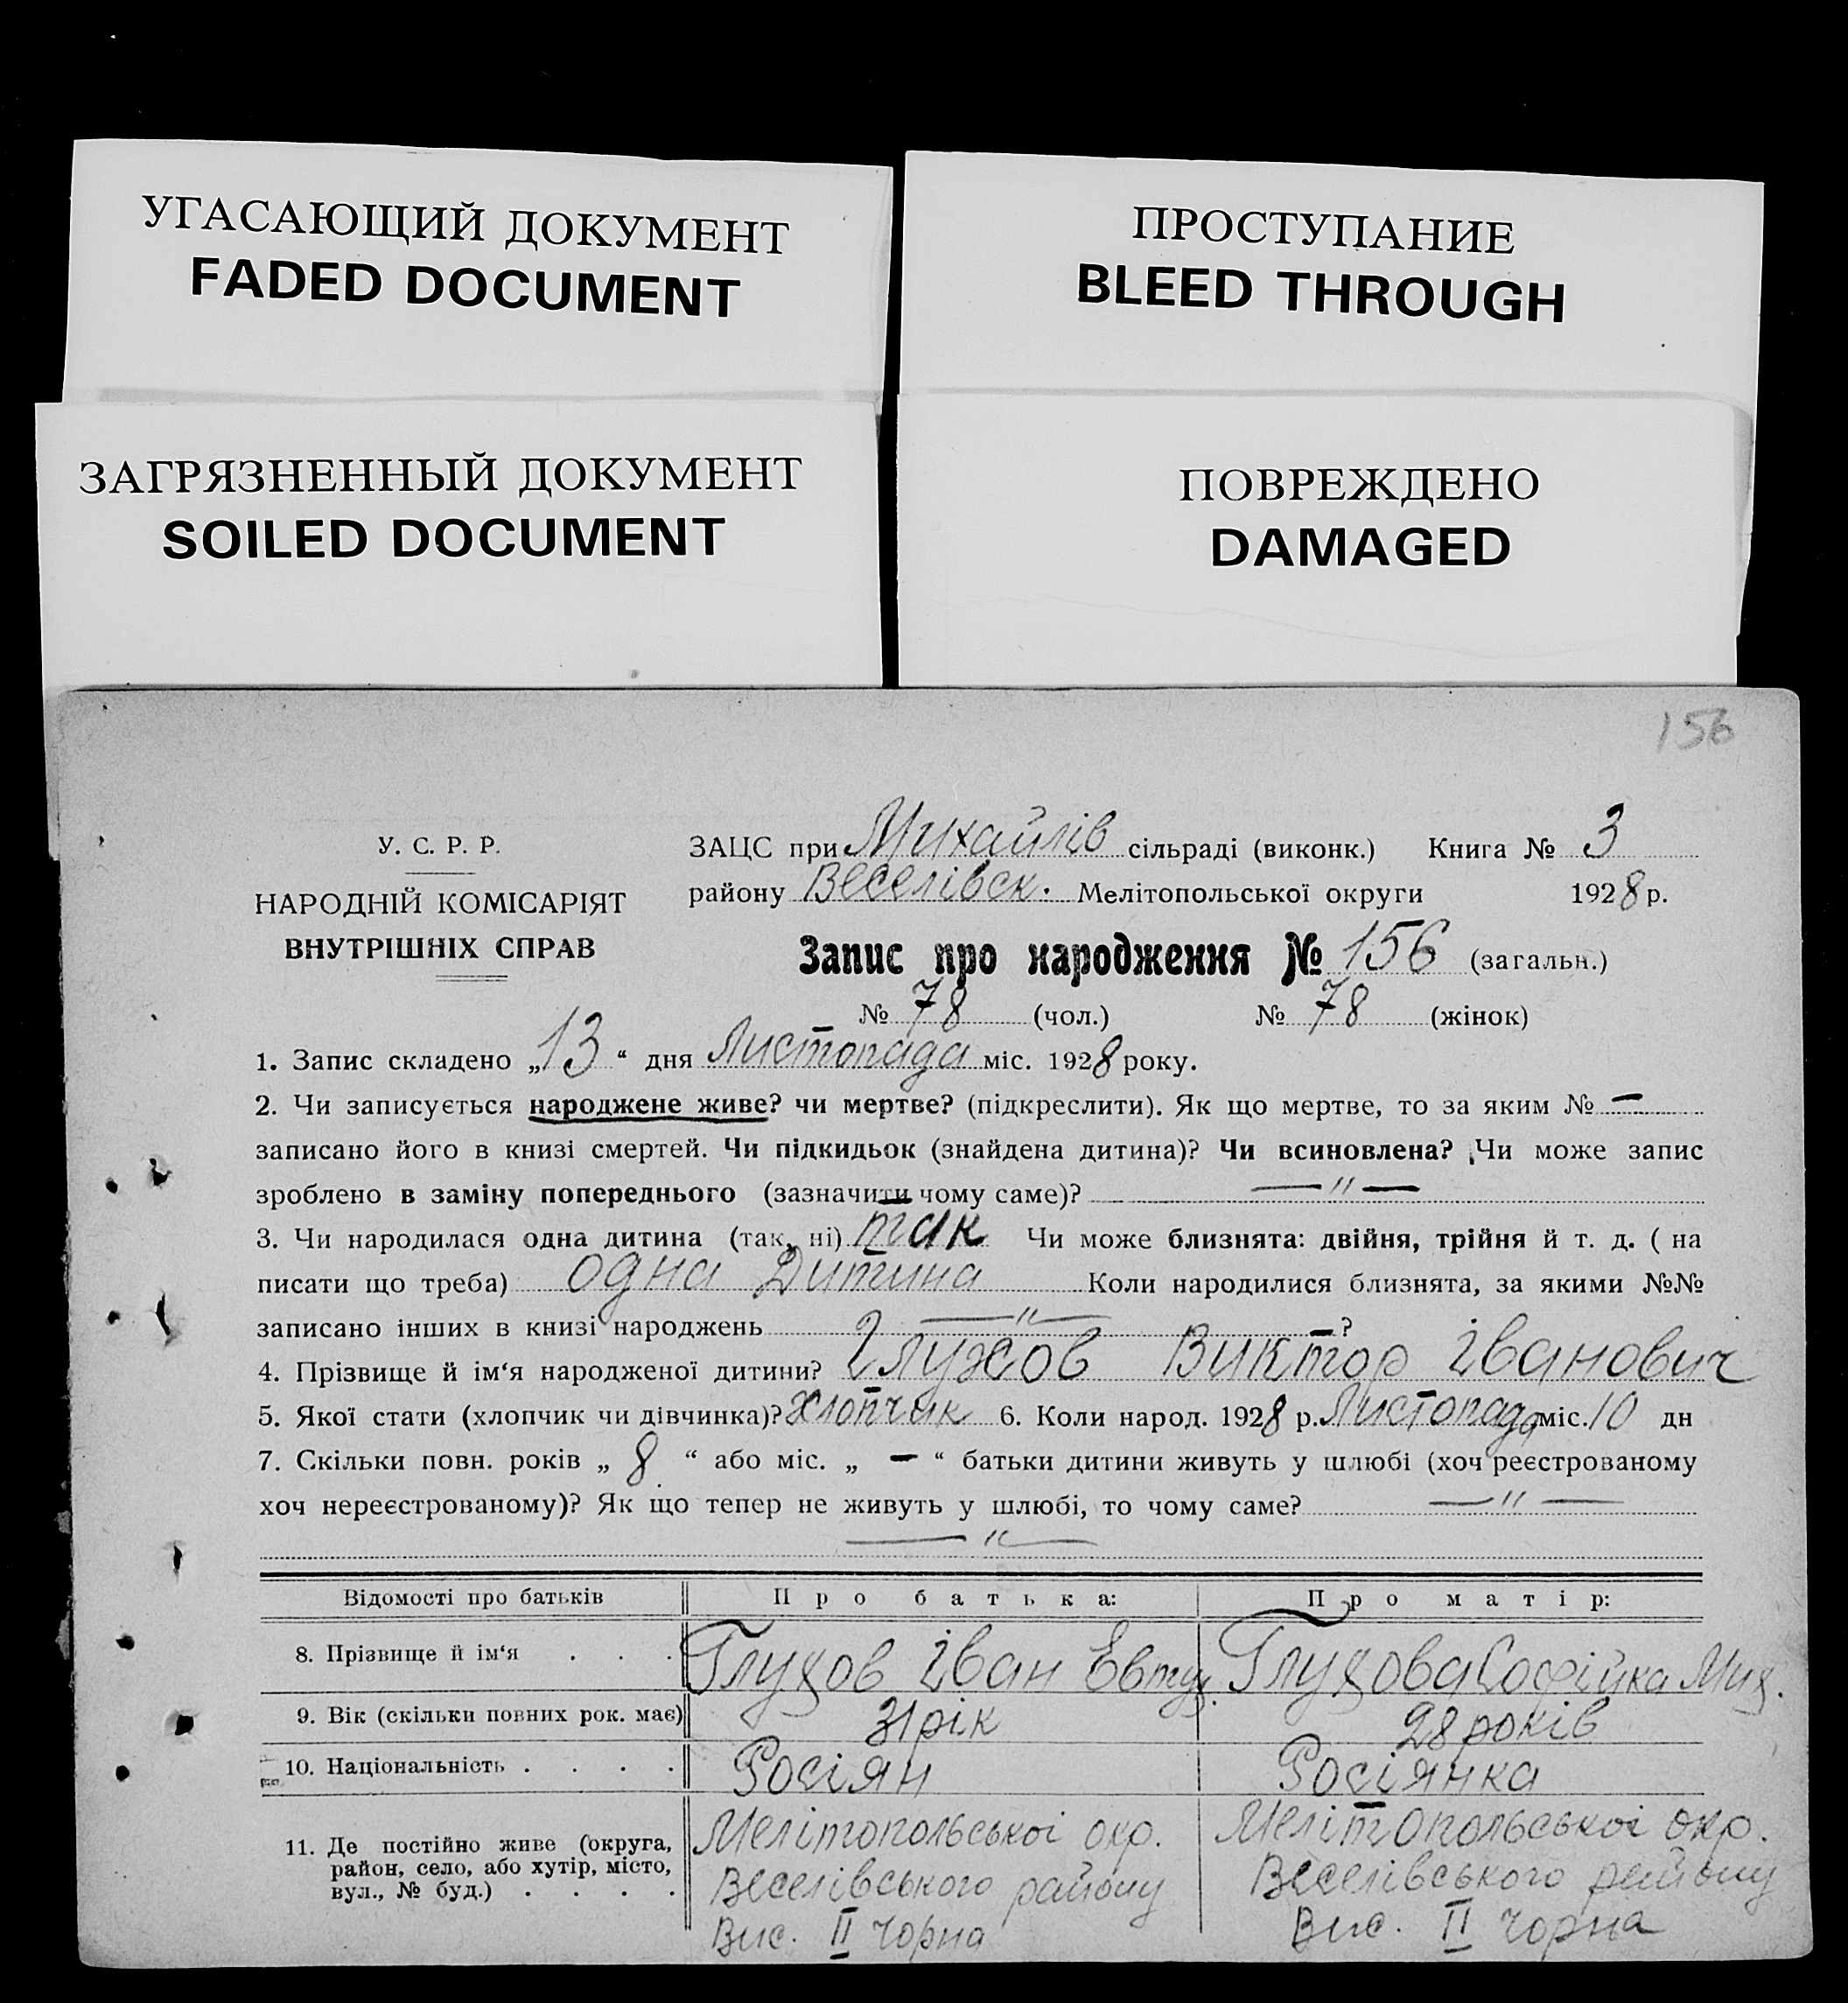 УГАСАЮЩИЙ ДОКУМЕНТ
FADED DOCUMENT
ПРОСТУПАНИЕ
BLEED THROUGH
ЗАГРЯЗНЕННЫЙ ДОКУМЕНТ
SOILED DOCUMENT
ПОВРЕЖДЕНО
DAMAGED
156
У. С. Р. Р.
НАРОДНІЙ КОМІСАРІЯТ
ВНУТРІШНІХ СПРАВ
ЗАЦС при Михайлів сільраді (виконк.) Книга № 3
району Веселівськ. Мелітопольської округи 1928 р.
Запис про народження № 156 (загальн.)
№ 78 (чол.) № 78 (жінок)
1. Запис складено „13“ дня Листопада міс. 1928 року.
2. Чи записується народжене живе? чи мертве? (підкреслити). Як що мертве, то за яким № —
записано його в книзі смертей. Чи підкидьок (знайдена дитина)? Чи всиновлена? Чи може запис
зроблено в заміну попереднього (зазначити чому саме)? — " —
3. Чи народилася одна дитина (так, ні) так Чи може близнята: двійня, трійня й т. д. ( на
писати що треба) одна Дитина Коли народилися близнята, за якими №№
записано інших в книзі народжень — " — ?
4. Прізвище й ім‘я народженої дитини? Глухов Виктор Іванович
5. Якої стати (хлопчик чи дівчинка)? Хлопчик 6. Коли народ. 1928 р. Листопада міс. 10 дн
7. Скільки повн. років „ 8 “ або міс. „ — “ батьки дитини живуть у шлюбі (хоч реєстрованому
хоч нереєстрованому)? Як що тепер не живуть у шлюбі, то чому саме? — " —
— " —
Відомості про батьків Про батька: Про матір:
8. Прізвище й ім‘я . . . Глухов Іван Евтух. Глухова Софійка Мих.
9. Вік (скільки повних рок. має) 31 рік 28 років
10. Національність . . . . Росіян Росіянка
11. Де постійно живе (округа,
район, село, або хутір, місто,
вул., № буд.) . . . .
Мелітопольської окр.
Веселівського району
Вис. II Чорна
Мелітопольської окр.
Веселівського району
Вис. II Чорна